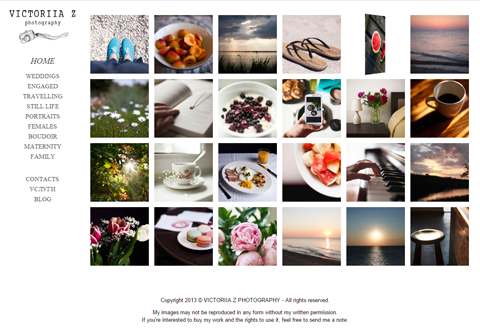 VICTORIIA Z
photography
HOME
WEDDINGS
ENGAGED
TRAVELLING
STILL LIFE
PORTRAITS
FEMALES
BOUDOIR
MATERNITY
FAMILY
CONTACTS
УСЛУГИ
BLOG
Copyright 2013 © VICTORIIA Z PHOTOGRAPHY - All rights reserved.
My images may not be reproduced in any form without my written permission.
If you're interested to buy my work and the rights to use it, feel free to send me a note.